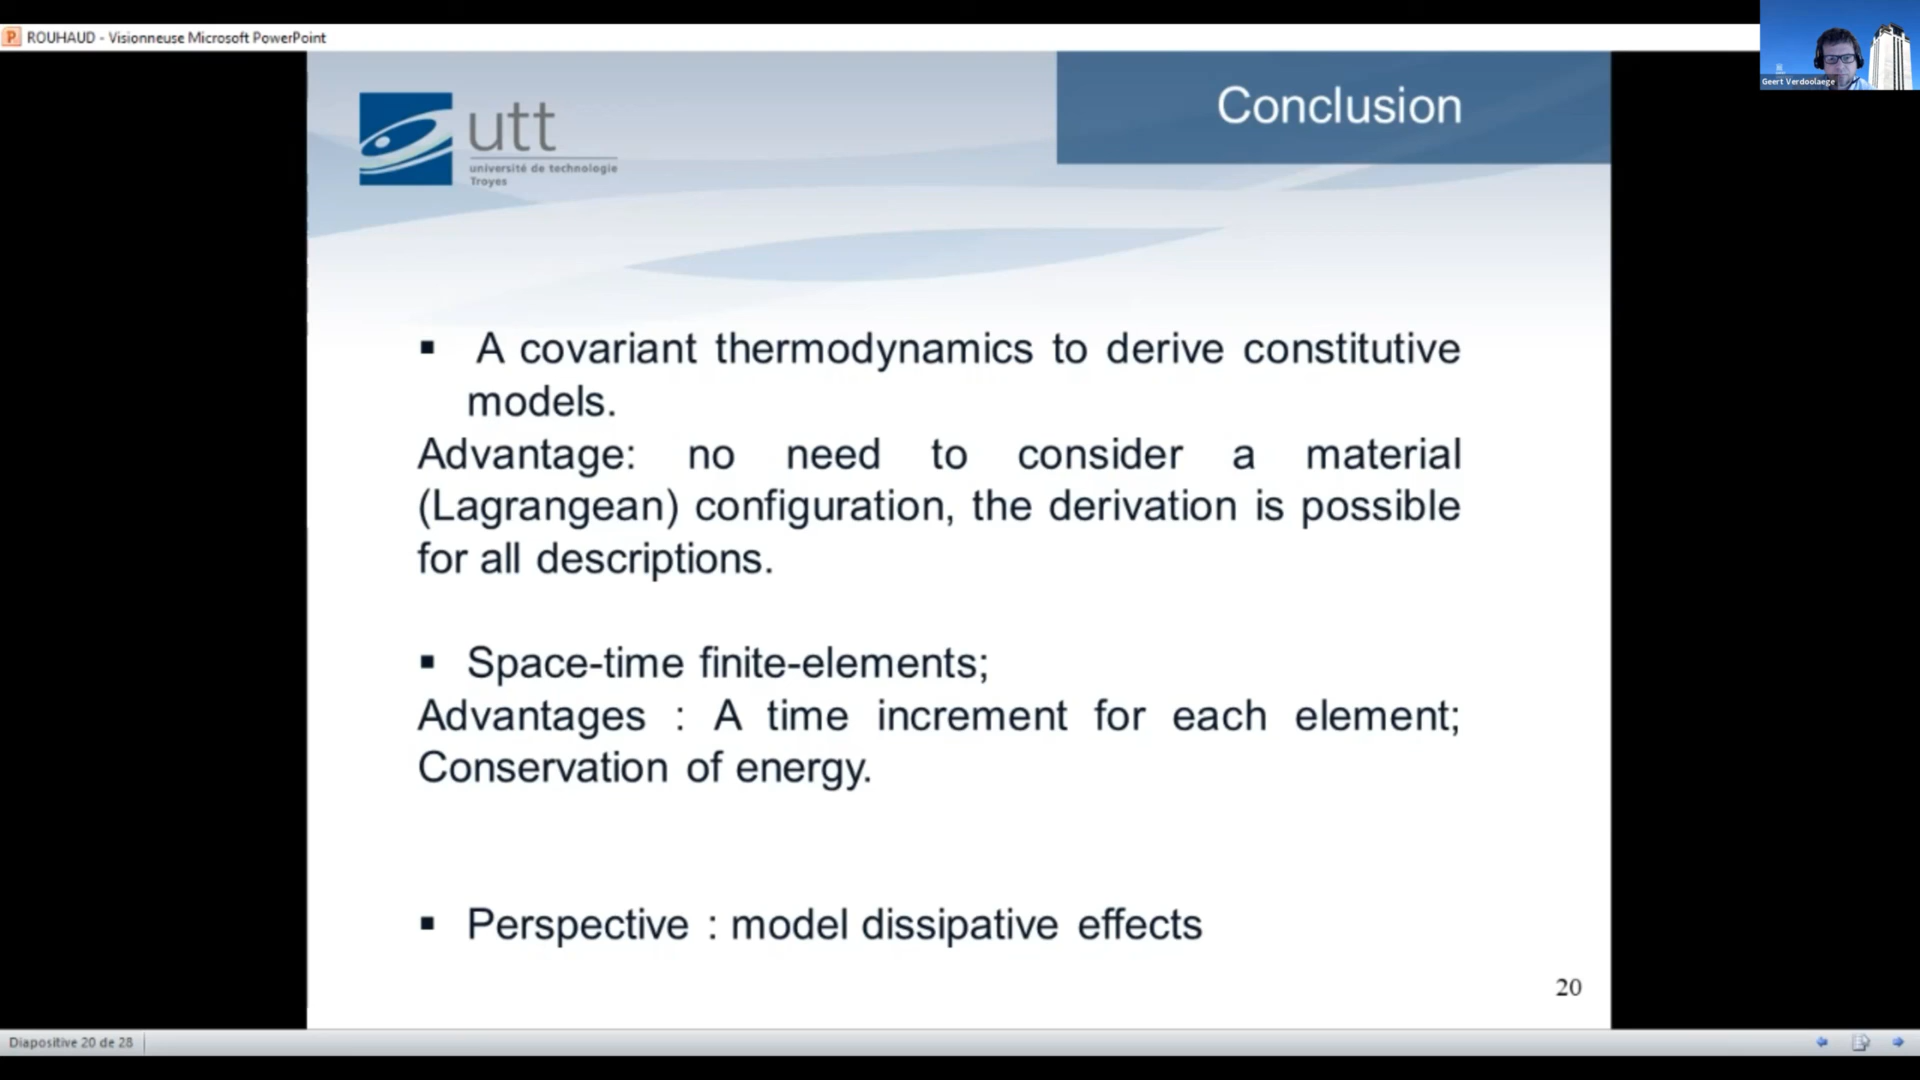 ROUHAUD - Visionneuse Microsoft PowerPoint
Geert Verdoolaege
Conclusion
utt
université de technologie
Troyes
▪ A covariant thermodynamics to derive constitutive
models.
Advantage: no need to consider a material
(Lagrangean) configuration, the derivation is possible
for all descriptions.
▪ Space-time finite-elements;
Advantages : A time increment for each element;
Conservation of energy.
▪ Perspective : model dissipative effects
20
Diapositive 20 de 28